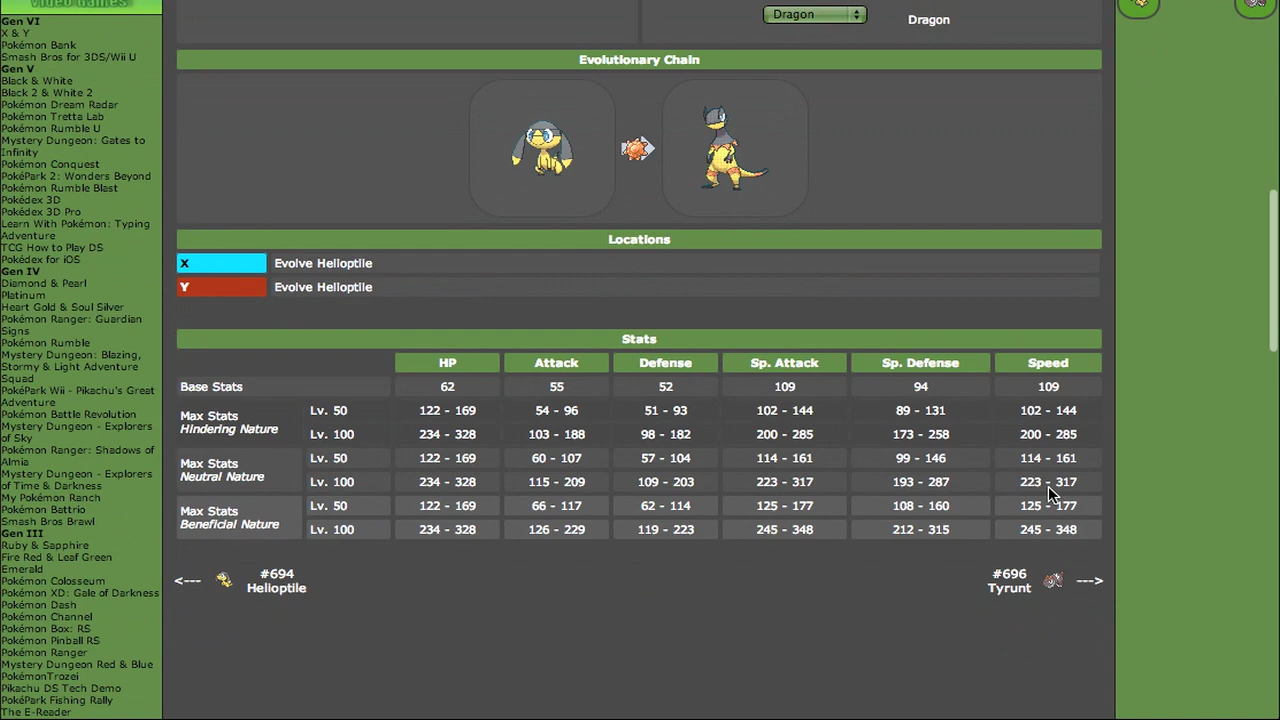 Video Games
Gen VI
X & Y
Pokémon Bank
Smash Bros for 3DS/Wii U
Gen V
Black & White
Black 2 & White 2
Pokémon Dream Radar
Pokémon Tretta Lab
Pokémon Rumble U
Mystery Dungeon: Gates to
Infinity
Pokémon Conquest
PokéPark 2: Wonders Beyond
Pokémon Rumble Blast
Pokédex 3D
Pokédex 3D Pro
Learn With Pokémon: Typing
Adventure
TCG How to Play DS
Pokédex for iOS
Gen IV
Diamond & Pearl
Platinum
Heart Gold & Soul Silver
Pokémon Ranger: Guardian
Signs
Pokémon Rumble
Mystery Dungeon: Blazing,
Stormy & Light Adventure
Squad
PokéPark Wii - Pikachu's Great
Adventure
Pokémon Battle Revolution
Mystery Dungeon - Explorers
of Sky
Pokémon Ranger: Shadows of
Almia
Mystery Dungeon - Explorers
of Time & Darkness
My Pokémon Ranch
Pokémon Battrio
Smash Bros Brawl
Gen III
Ruby & Sapphire
Fire Red & Leaf Green
Emerald
Pokémon Colosseum
Pokémon XD: Gale of Darkness
Pokémon Dash
Pokémon Channel
Pokémon Box: RS
Pokémon Pinball RS
Pokémon Ranger
Mystery Dungeon Red & Blue
PokémonTrozei
Pikachu DS Tech Demo
PokéPark Fishing Rally
The E-Reader
Dragon Dragon
Evolutionary Chain
Locations
X Evolve Helioptile
Y Evolve Helioptile
Stats
HP Attack Defense Sp. Attack Sp. Defense Speed
Base Stats 62 55 52 109 94 109
Max Stats
Hindering Nature
Lv. 50 122 - 169 54 - 96 51 - 93 102 - 144 89 - 131 102 - 144
Lv. 100 234 - 328 103 - 188 98 - 182 200 - 285 173 - 258 200 - 285
Max Stats
Neutral Nature
Lv. 50 122 - 169 60 - 107 57 - 104 114 - 161 99 - 146 114 - 161
Lv. 100 234 - 328 115 - 209 109 - 203 223 - 317 193 - 287 223 - 317
Max Stats
Beneficial Nature
Lv. 50 122 - 169 66 - 117 62 - 114 125 - 177 108 - 160 125 - 177
Lv. 100 234 - 328 126 - 229 119 - 223 245 - 348 212 - 315 245 - 348
<--- #694
Helioptile
#696 --->
Tyrunt